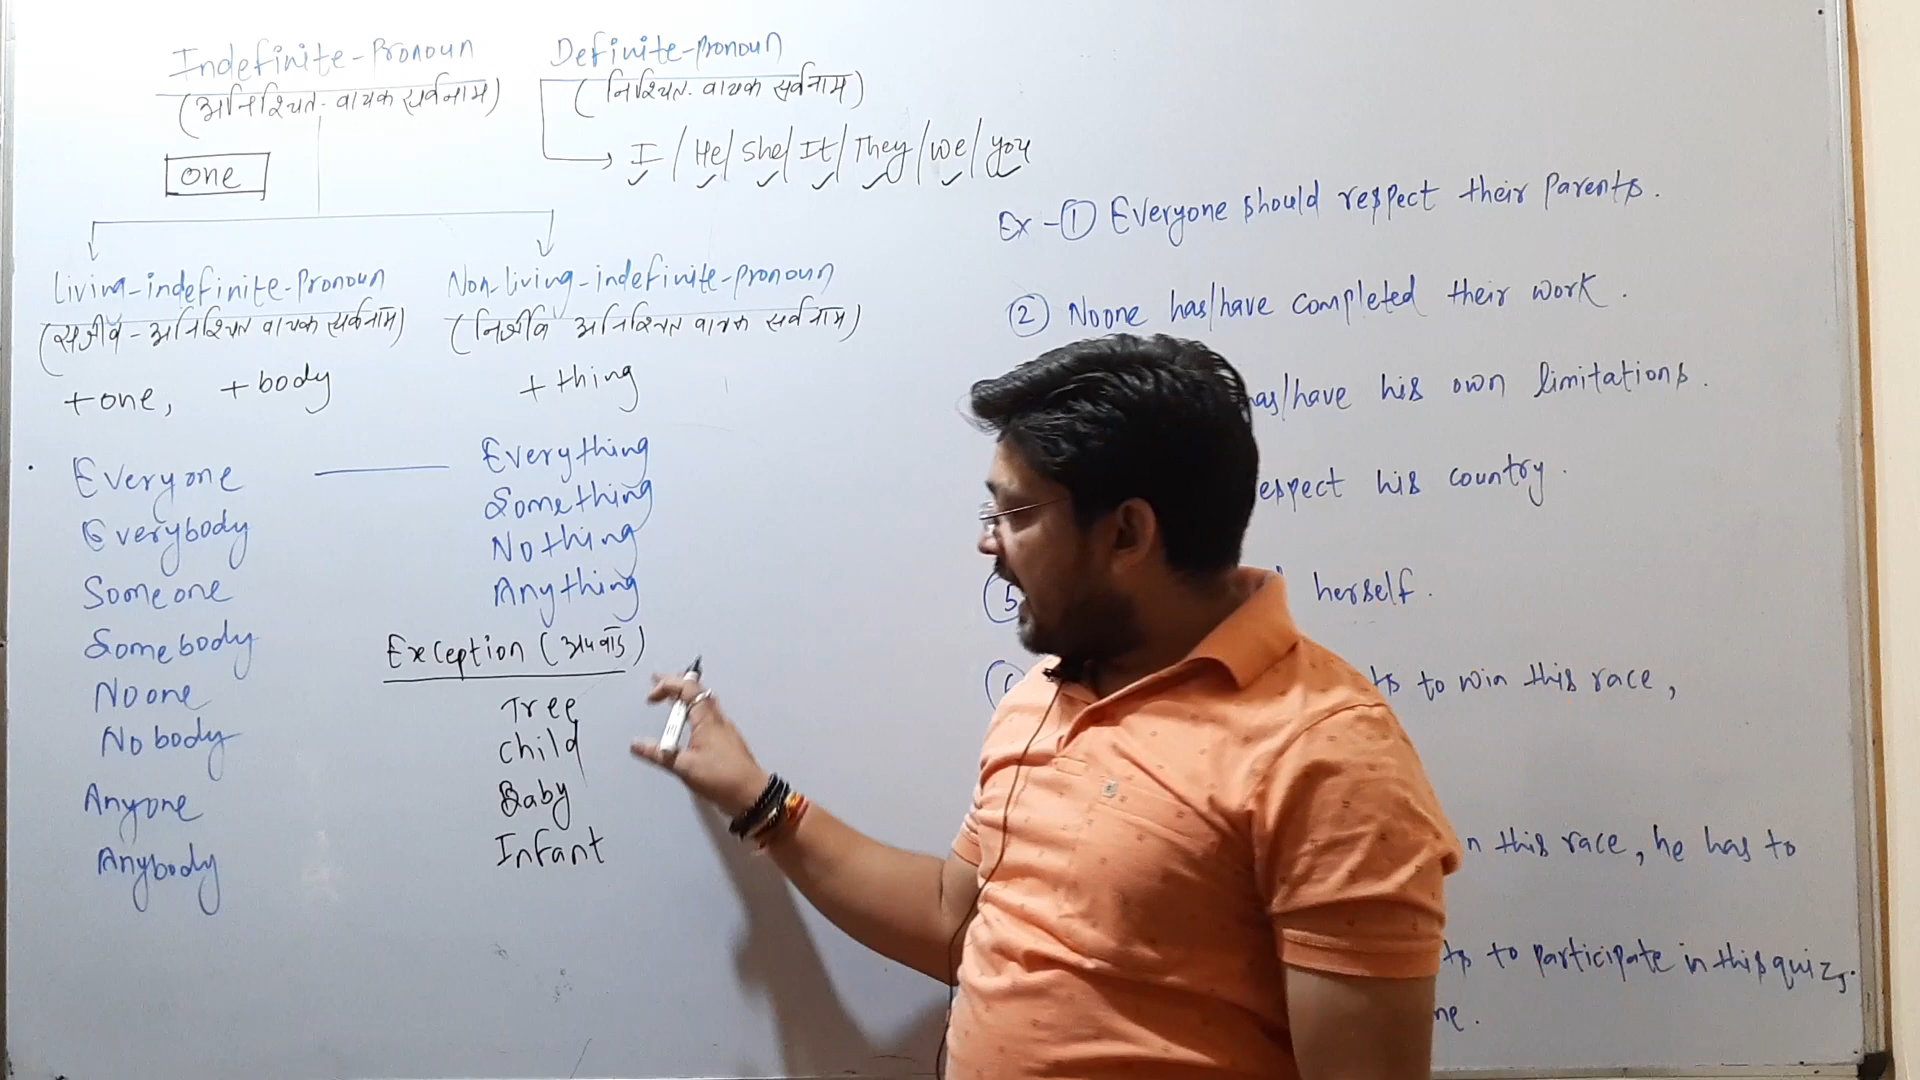 Indefinite-Pronoun
(अनिश्चित-वाचक सर्वनाम)
one
Definite-Pronoun
(निश्चित-वाचक सर्वनाम)
I/He/She/It/They/we/you
Living-indefinite-Pronoun
(सजीव-अनिश्चित वाचक सर्वनाम)
+one, +body
Everyone
Everybody
Someone
Somebody
Noone
Nobody
Anyone
Anybody
Non-living-indefinite-Pronoun
(निर्जीव अनिश्चित वाचक सर्वनाम)
+thing
Everything
Something
Nothing
Anything
Exception (अपवाद)
Tree
Child
Baby
Infant
Ex-① Everyone should respect their parents.
② Noone has/have completed their work.
has/have his own limitations.
espect his country.
⑤ herself.
to win this race,
n this race, he has to
to participate in this quiz,